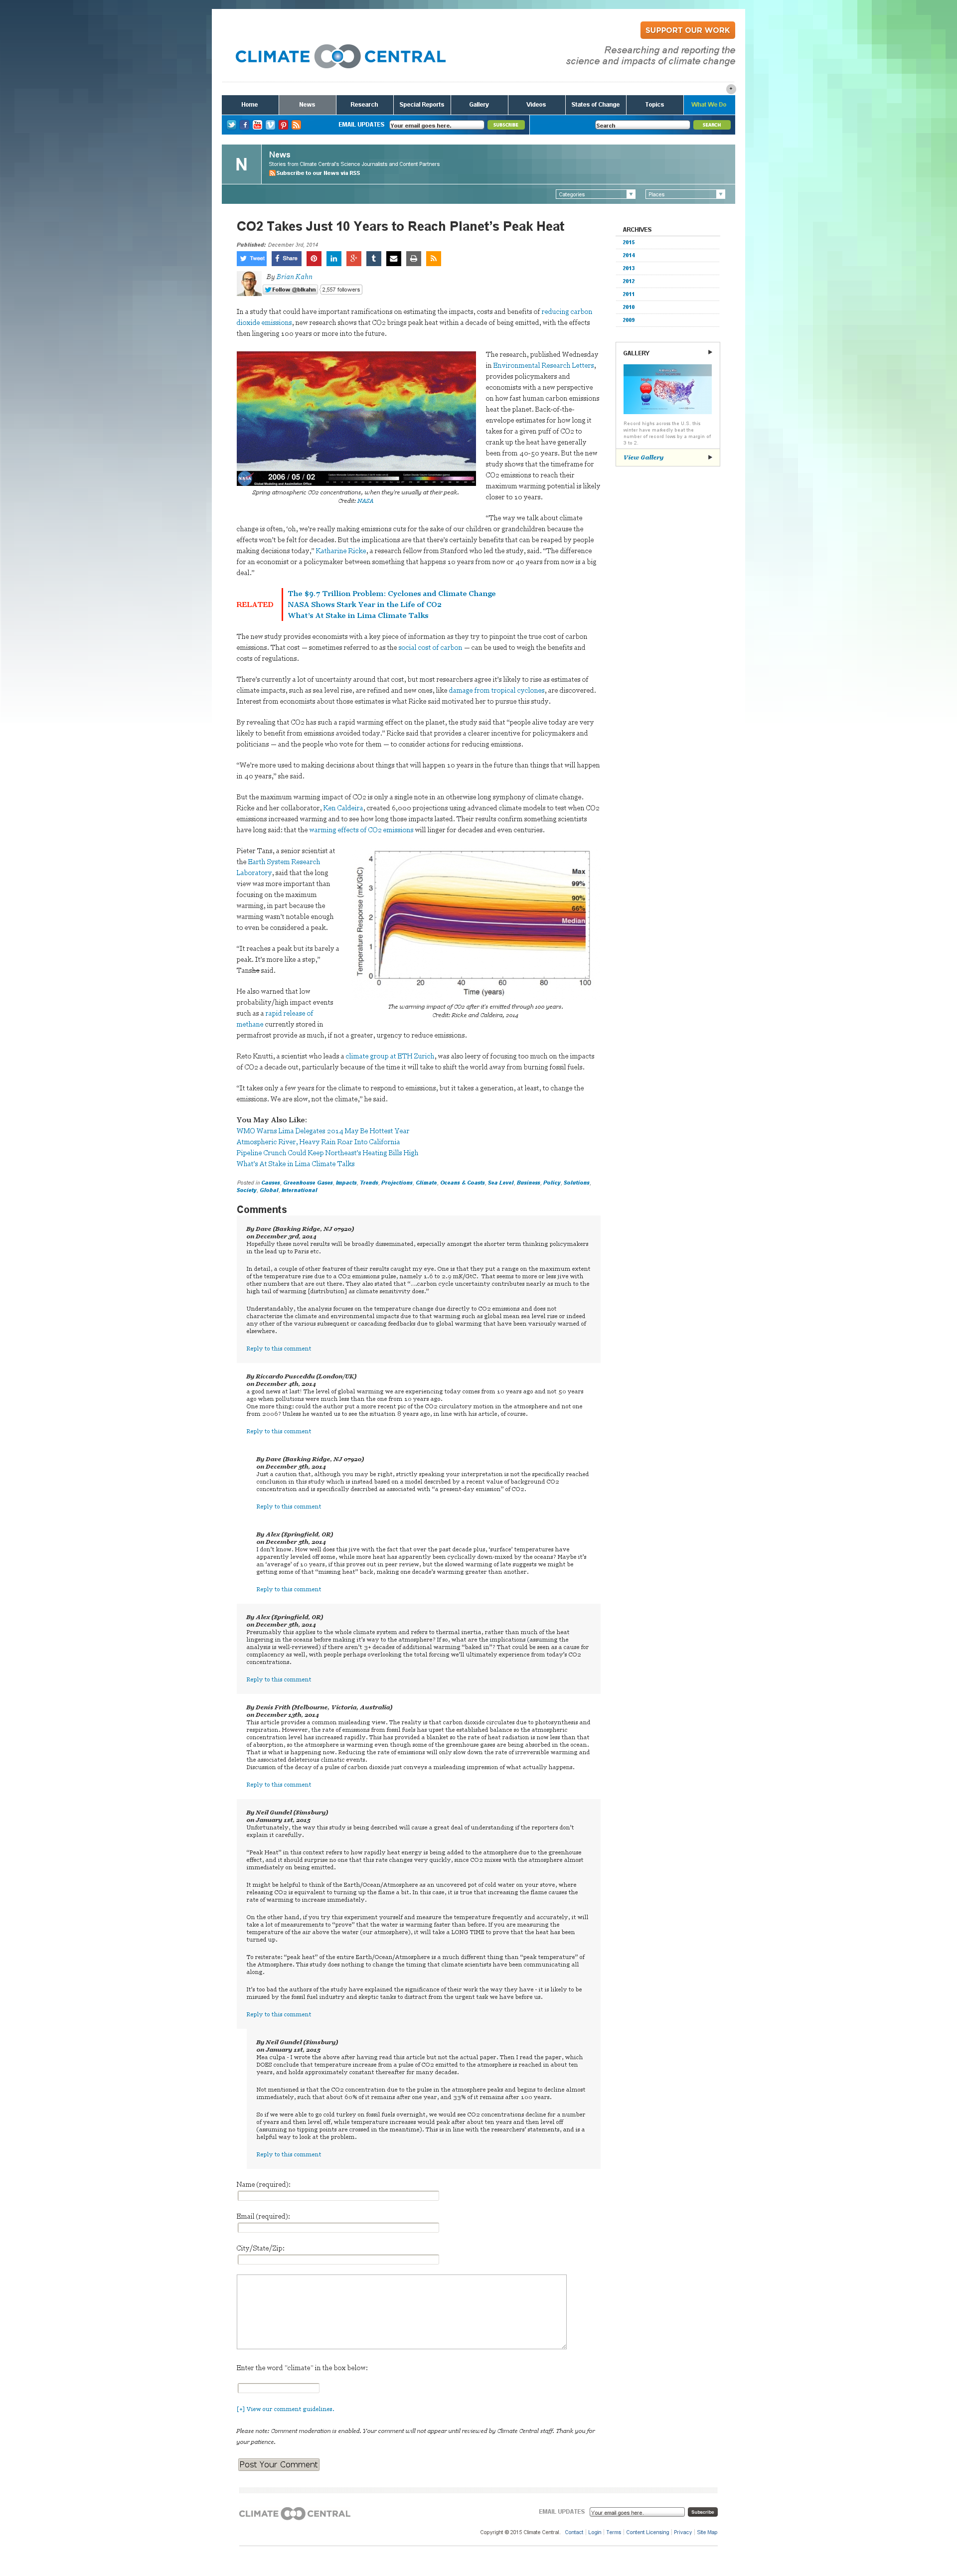 SUPPORT OUR WORK
CLIMATE CENTRAL
Researching and reporting the
science and impacts of climate change
Home News Research Special Reports Gallery Videos States of Change Topics What We Do
EMAIL UPDATES Your email goes here. SUBSCRIBE Search SEARCH
N
News
Stories from Climate Central's Science Journalists and Content Partners
Subscribe to our News via RSS
Categories Places
CO2 Takes Just 10 Years to Reach Planet's Peak Heat
Published: December 3rd, 2014
Tweet Share
By Brian Kahn
Follow @blkahn 2,557 followers
In a study that could have important ramifications on estimating the impacts, costs and benefits of reducing carbon
dioxide emissions, new research shows that CO2 brings peak heat within a decade of being emitted, with the effects
then lingering 100 years or more into the future.
2006 / 05 / 02
NASA
Spring atmospheric CO2 concentrations, when they're usually at their peak.
Credit: NASA
The research, published Wednesday
in Environmental Research Letters,
provides policymakers and
economists with a new perspective
on how fast human carbon emissions
heat the planet. Back-of-the-
envelope estimates for how long it
takes for a given puff of CO2 to
crank up the heat have generally
been from 40-50 years. But the new
study shows that the timeframe for
CO2 emissions to reach their
maximum warming potential is likely
closer to 10 years.
"The way we talk about climate
change is often, 'oh, we're really making emissions cuts for the sake of our children or grandchildren because the
effects won't be felt for decades. But the implications are that there's certainly benefits that can be reaped by people
making decisions today," Katharine Ricke, a research fellow from Stanford who led the study, said. "The difference
for an economist or a policymaker between something that happens 10 years from now or 40 years from now is a big
deal."
RELATED
The $9.7 Trillion Problem: Cyclones and Climate Change
NASA Shows Stark Year in the Life of CO2
What's At Stake in Lima Climate Talks
The new study provides economists with a key piece of information as they try to pinpoint the true cost of carbon
emissions. That cost — sometimes referred to as the social cost of carbon — can be used to weigh the benefits and
costs of regulations.
There's currently a lot of uncertainty around that cost, but most researchers agree it's likely to rise as estimates of
climate impacts, such as sea level rise, are refined and new ones, like damage from tropical cyclones, are discovered.
Interest from economists about those estimates is what Ricke said motivated her to pursue this study.
By revealing that CO2 has such a rapid warming effect on the planet, the study said that "people alive today are very
likely to benefit from emissions avoided today." Ricke said that provides a clearer incentive for policymakers and
politicians — and the people who vote for them — to consider actions for reducing emissions.
"We're more used to making decisions about things that will happen 10 years in the future than things that will happen
in 40 years," she said.
But the maximum warming impact of CO2 is only a single note in an otherwise long symphony of climate change.
Ricke and her collaborator, Ken Caldeira, created 6,000 projections using advanced climate models to test when CO2
emissions increased warming and to see how long those impacts lasted. Their results confirm something scientists
have long said: that the warming effects of CO2 emissions will linger for decades and even centuries.
Pieter Tans, a senior scientist at
the Earth System Research
Laboratory, said that the long
view was more important than
focusing on the maximum
warming, in part because the
warming wasn't notable enough
to even be considered a peak.
"It reaches a peak but its barely a
peak. It's more like a step,"
Tanshe said.
He also warned that low
probability/high impact events
such as a rapid release of
methane currently stored in
permafrost provide as much, if not a greater, urgency to reduce emissions.
Temperature Response (mK/GtC)
4
3
2
1
0
Max
99%
90%
66%
Median
0 20 40 60 80 100
Time (years)
The warming impact of CO2 after it's emitted through 100 years.
Credit: Ricke and Caldeira, 2014
Reto Knutti, a scientist who leads a climate group at ETH Zurich, was also leery of focusing too much on the impacts
of CO2 a decade out, particularly because of the time it will take to shift the world away from burning fossil fuels.
"It takes only a few years for the climate to respond to emissions, but it takes a generation, at least, to change the
emissions. We are slow, not the climate," he said.
You May Also Like:
WMO Warns Lima Delegates 2014 May Be Hottest Year
Atmospheric River, Heavy Rain Roar Into California
Pipeline Crunch Could Keep Northeast's Heating Bills High
What's At Stake in Lima Climate Talks
Posted in Causes, Greenhouse Gases, Impacts, Trends, Projections, Climate, Oceans & Coasts, Sea Level, Business, Policy, Solutions,
Society, Global, International
Comments
By Dave (Basking Ridge, NJ 07920)
on December 3rd, 2014
Hopefully these novel results will be broadly disseminated, especially amongst the shorter term thinking policymakers
in the lead up to Paris etc.
In detail, a couple of other features of their results caught my eye. One is that they put a range on the maximum extent
of the temperature rise due to a CO2 emissions pulse, namely 1.6 to 2.9 mK/GtC. That seems to more or less jive with
other numbers that are out there. They also stated that "...carbon cycle uncertainty contributes nearly as much to the
high tail of warming [distribution] as climate sensitivity does."
Understandably, the analysis focuses on the temperature change due directly to CO2 emissions and does not
characterize the climate and environmental impacts due to that warming such as global mean sea level rise or indeed
any other of the various subsequent or cascading feedbacks due to global warming that have been variously warned of
elsewhere.
Reply to this comment
By Riccardo Pusceddu (London/UK)
on December 4th, 2014
a good news at last! The level of global warming we are experiencing today comes from 10 years ago and not 50 years
ago when pollutions were much less than the one from 10 years ago.
One more thing: could the author put a more recent pic of the CO2 circulatory motion in the atmosphere and not one
from 2006? Unless he wanted us to see the situation 8 years ago, in line with his article, of course.
Reply to this comment
By Dave (Basking Ridge, NJ 07920)
on December 5th, 2014
Just a caution that, although you may be right, strictly speaking your interpretation is not the specifically reached
conclusion in this study which is instead based on a model described by a recent value of background CO2
concentration and is specifically described as associated with "a present-day emission" of CO2.
Reply to this comment
By Alex (Springfield, OR)
on December 5th, 2014
I don't know. How well does this jive with the fact that over the past decade plus, 'surface' temperatures have
apparently leveled off some, while more heat has apparently been cyclically down-mixed by the oceans? Maybe it's
an 'average' of 10 years, if this proves out in peer review, but the slowed warming of late suggests we might be
getting some of that "missing heat" back, making one decade's warming greater than another.
Reply to this comment
By Alex (Springfield, OR)
on December 5th, 2014
Presumably this applies to the whole climate system and refers to thermal inertia, rather than much of the heat
lingering in the oceans before making it's way to the atmosphere? If so, what are the implications (assuming the
analysis is well-reviewed) if there aren't 3+ decades of additional warming "baked in"? That could be seen as a cause for
complacency as well, with people perhaps overlooking the total forcing we'll ultimately experience from today's CO2
concentrations.
Reply to this comment
By Denis Frith (Melbourne, Victoria, Australia)
on December 13th, 2014
This article provides a common misleading view. The reality is that carbon dioxide circulates due to photosynthesis and
respiration. However, the rate of emissions from fossil fuels has upset the established balance so the atmospheric
concentration level has increased rapidly. This has provided a blanket so the rate of heat radiation is now less than that
of absorption, so the atmosphere is warming even though some of the greenhouse gases are being absorbed in the ocean.
That is what is happening now. Reducing the rate of emissions will only slow down the rate of irreversible warming and
the associated deleterious climatic events.
Discussion of the decay of a pulse of carbon dioxide just conveys a misleading impression of what actually happens.
Reply to this comment
By Neil Gundel (Simsbury)
on January 1st, 2015
Unfortunately, the way this study is being described will cause a great deal of understanding if the reporters don't
explain it carefully.
"Peak Heat" in this context refers to how rapidly heat energy is being added to the atmosphere due to the greenhouse
effect, and it should surprise no one that this rate changes very quickly, since CO2 mixes with the atmosphere almost
immediately on being emitted.
It might be helpful to think of the Earth/Ocean/Atmosphere as an uncovered pot of cold water on your stove, where
releasing CO2 is equivalent to turning up the flame a bit. In this case, it is true that increasing the flame causes the
rate of warming to increase immediately.
On the other hand, if you try this experiment yourself and measure the temperature frequently and accurately, it will
take a lot of measurements to "prove" that the water is warming faster than before. If you are measuring the
temperature of the air above the water (our atmosphere), it will take a LONG TIME to prove that the heat has been
turned up.
To reiterate: "peak heat" of the entire Earth/Ocean/Atmosphere is a much different thing than "peak temperature" of
the Atmosphere. This study does nothing to change the timing that climate scientists have been communicating all
along.
It's too bad the authors of the study have explained the significance of their work the way they have - it is likely to be
misused by the fossil fuel industry and skeptic tanks to distract from the urgent task we have before us.
Reply to this comment
By Neil Gundel (Simsbury)
on January 1st, 2015
Mea culpa - I wrote the above after having read this article but not the actual paper. Then I read the paper, which
DOES conclude that temperature increase from a pulse of CO2 emitted to the atmosphere is reached in about ten
years, and holds approximately constant thereafter for many decades.
Not mentioned is that the CO2 concentration due to the pulse in the atmosphere peaks and begins to decline almost
immediately, such that about 60% of it remains after one year, and 33% of it remains after 100 years.
So if we were able to go cold turkey on fossil fuels overnight, we would see CO2 concentrations decline for a number
of years and then level off, while temperature increases would peak after about ten years and then level off
(assuming no tipping points are crossed in the meantime). This is in line with the researchers' statements, and is a
helpful way to look at the problem.
Reply to this comment
Name (required):
Email (required):
City/State/Zip:
Enter the word "climate" in the box below:
[+] View our comment guidelines.
Please note: Comment moderation is enabled. Your comment will not appear until reviewed by Climate Central staff. Thank you for
your patience.
Post Your Comment
ARCHIVES
2015
2014
2013
2012
2011
2010
2009
GALLERY
Record highs across the U.S. this
winter have markedly beat the
number of record lows by a margin of
3 to 2.
View Gallery
CLIMATE CENTRAL
EMAIL UPDATES Your email goes here. Subscribe
Copyright © 2015 Climate Central. Contact | Login | Terms | Content Licensing | Privacy | Site Map